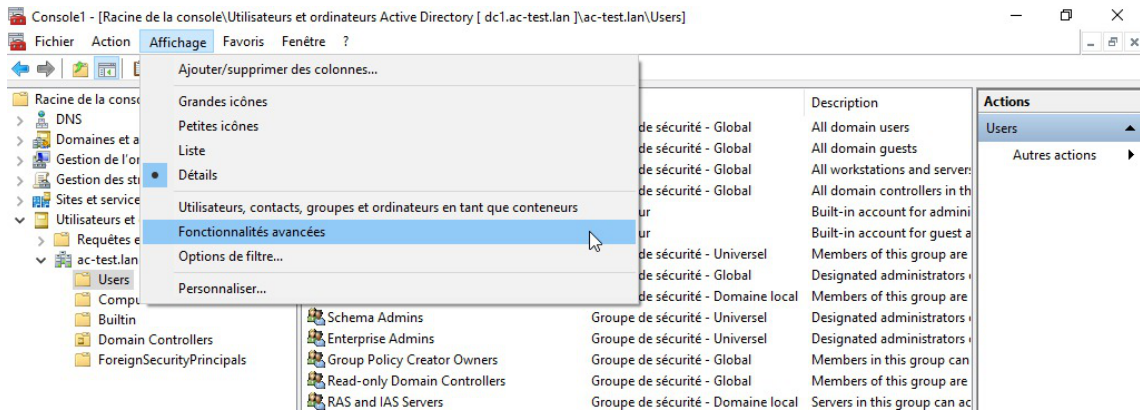 Console1 - [Racine de la console\Utilisateurs et ordinateurs Active Directory [ dc1.ac-test.lan ]\ac-test.lan\Users]
Fichier Action Affichage Favoris Fenêtre ?
Ajouter/supprimer des colonnes...
Grandes icônes
Petites icônes
Liste
Détails
Utilisateurs, contacts, groupes et ordinateurs en tant que conteneurs
Fonctionnalités avancées
Options de filtre...
Personnaliser...
Racine de la conso
DNS
Domaines et a
Gestion de l'or
Gestion des st
Sites et service
Utilisateurs et
Requêtes e
ac-test.lan
Users
Compu
Builtin
Domain Controllers
ForeignSecurityPrincipals
Description
de sécurité - Global All domain users
de sécurité - Global All domain guests
de sécurité - Global All workstations and servers
de sécurité - Global All domain controllers in th
ur Built-in account for admini
ur Built-in account for guest a
de sécurité - Universel Members of this group are
de sécurité - Global Designated administrators
de sécurité - Domaine local Members of this group are
Schema Admins Groupe de sécurité - Universel Designated administrators
Enterprise Admins Groupe de sécurité - Universel Designated administrators
Group Policy Creator Owners Groupe de sécurité - Global Members in this group can
Read-only Domain Controllers Groupe de sécurité - Global Members of this group are
RAS and IAS Servers Groupe de sécurité - Domaine local Servers in this group can ac
Actions
Users
Autres actions